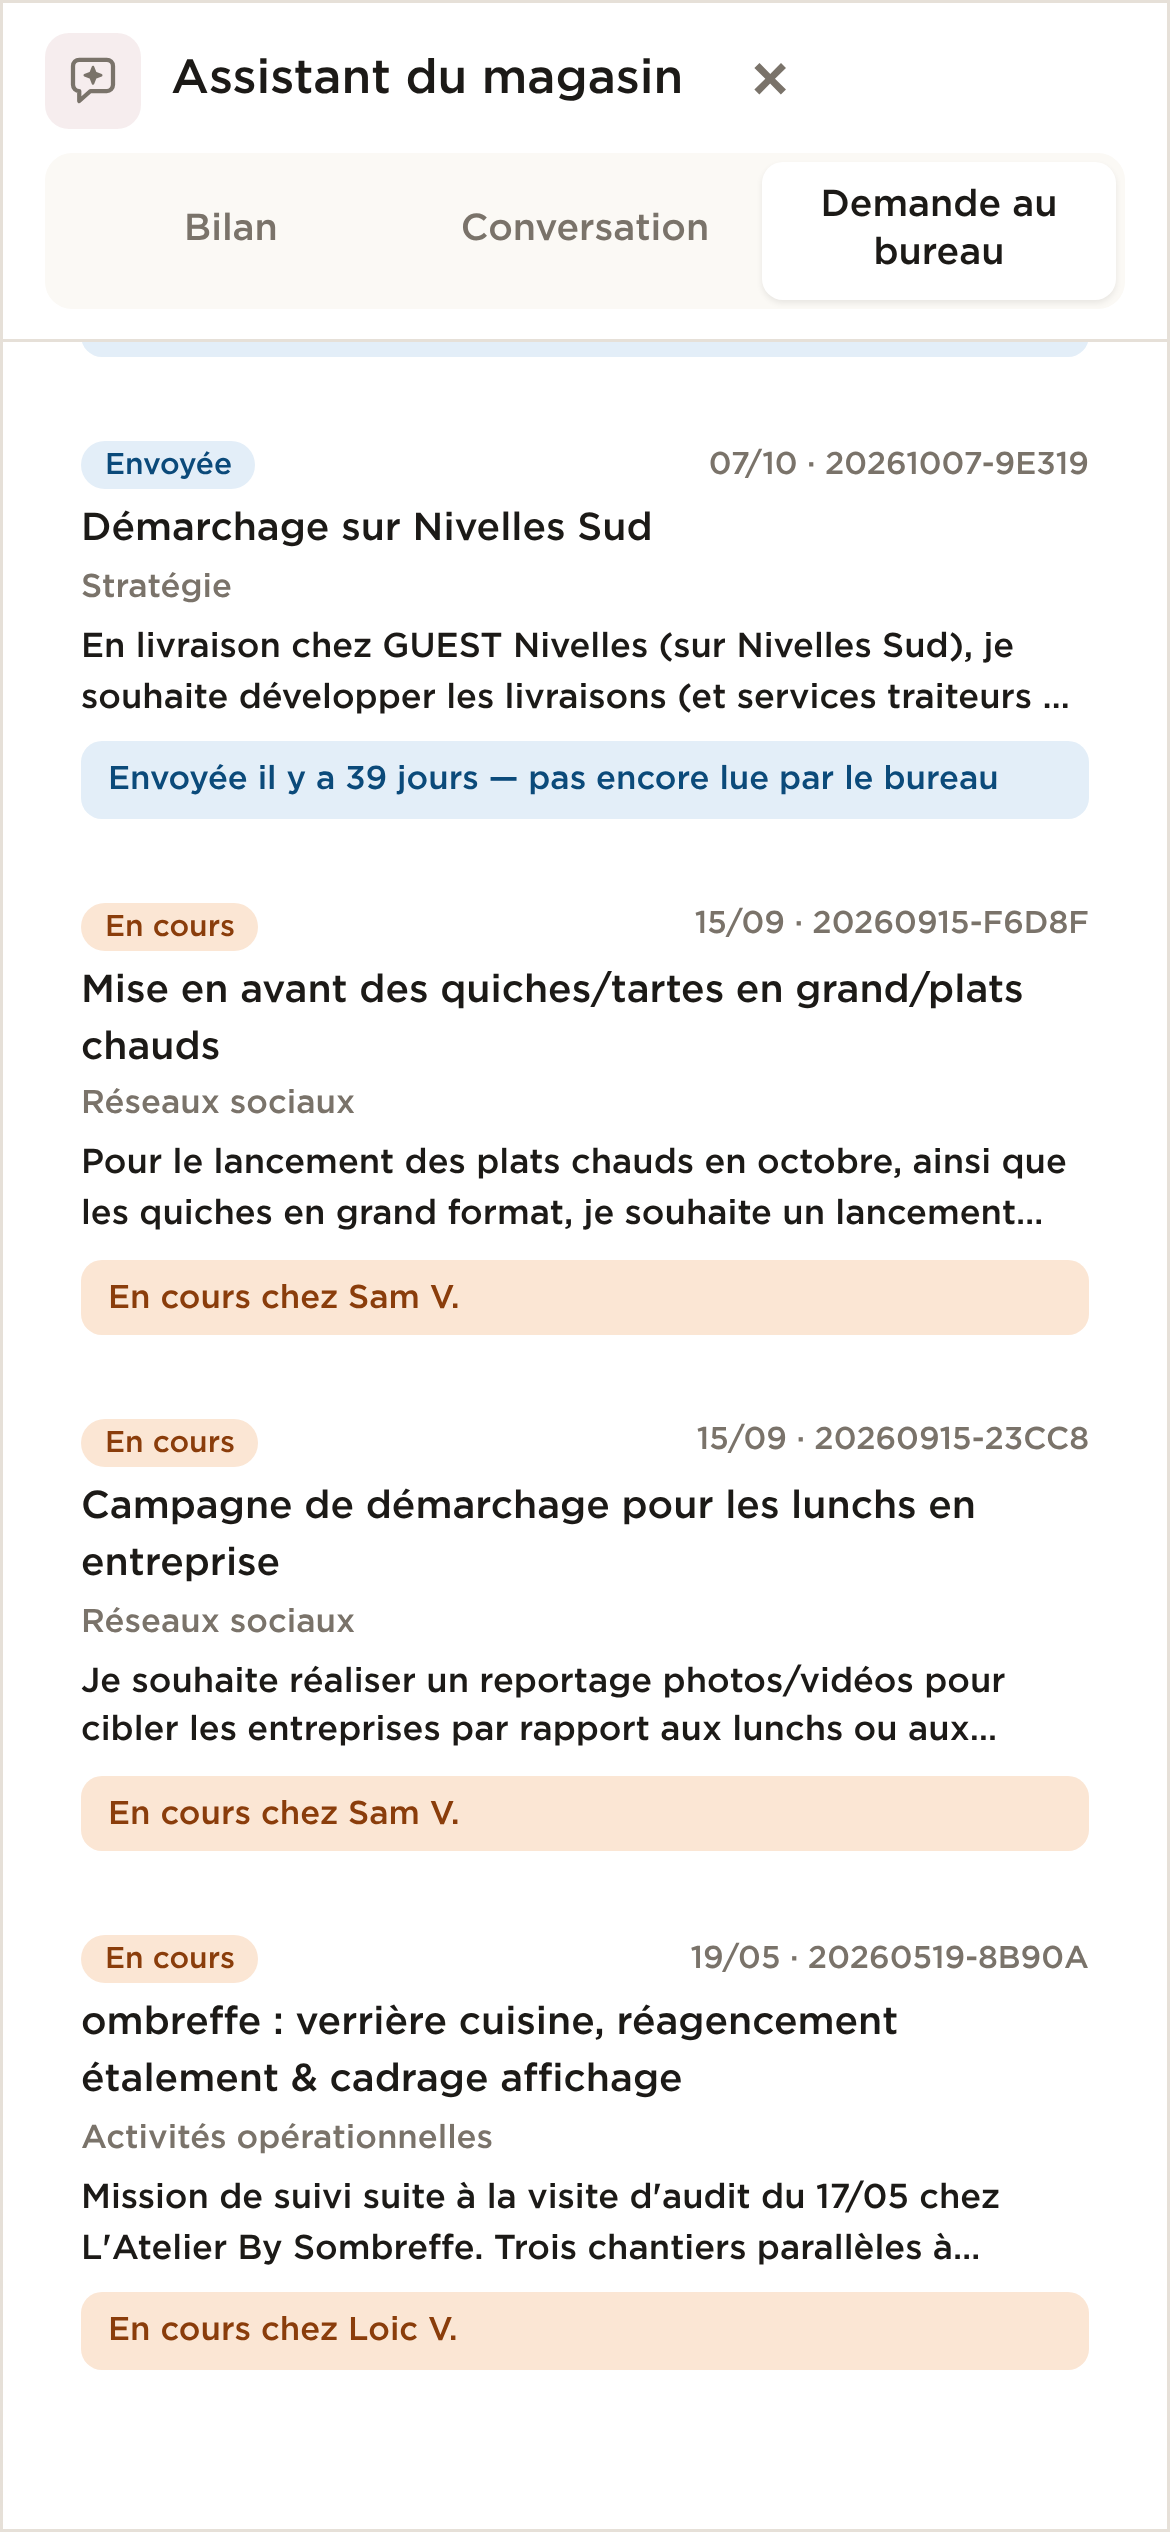 Assistant du magasin
Bilan
Conversation
Demande au
bureau
Envoyée
07/10 · 20261007-9E319
Démarchage sur Nivelles Sud
Stratégie
En livraison chez GUEST Nivelles (sur Nivelles Sud), je
souhaite développer les livraisons (et services traiteurs ...
Envoyée il y a 39 jours — pas encore lue par le bureau
En cours
15/09 · 20260915-F6D8F
Mise en avant des quiches/tartes en grand/plats
chauds
Réseaux sociaux
Pour le lancement des plats chauds en octobre, ainsi que
les quiches en grand format, je souhaite un lancement...
En cours chez Sam V.
En cours
15/09 · 20260915-23CC8
Campagne de démarchage pour les lunchs en
entreprise
Réseaux sociaux
Je souhaite réaliser un reportage photos/vidéos pour
cibler les entreprises par rapport aux lunchs ou aux...
En cours chez Sam V.
En cours
19/05 · 20260519-8B90A
ombreffe : verrière cuisine, réagencement
étalement & cadrage affichage
Activités opérationnelles
Mission de suivi suite à la visite d'audit du 17/05 chez
L'Atelier By Sombreffe. Trois chantiers parallèles à...
En cours chez Loic V.